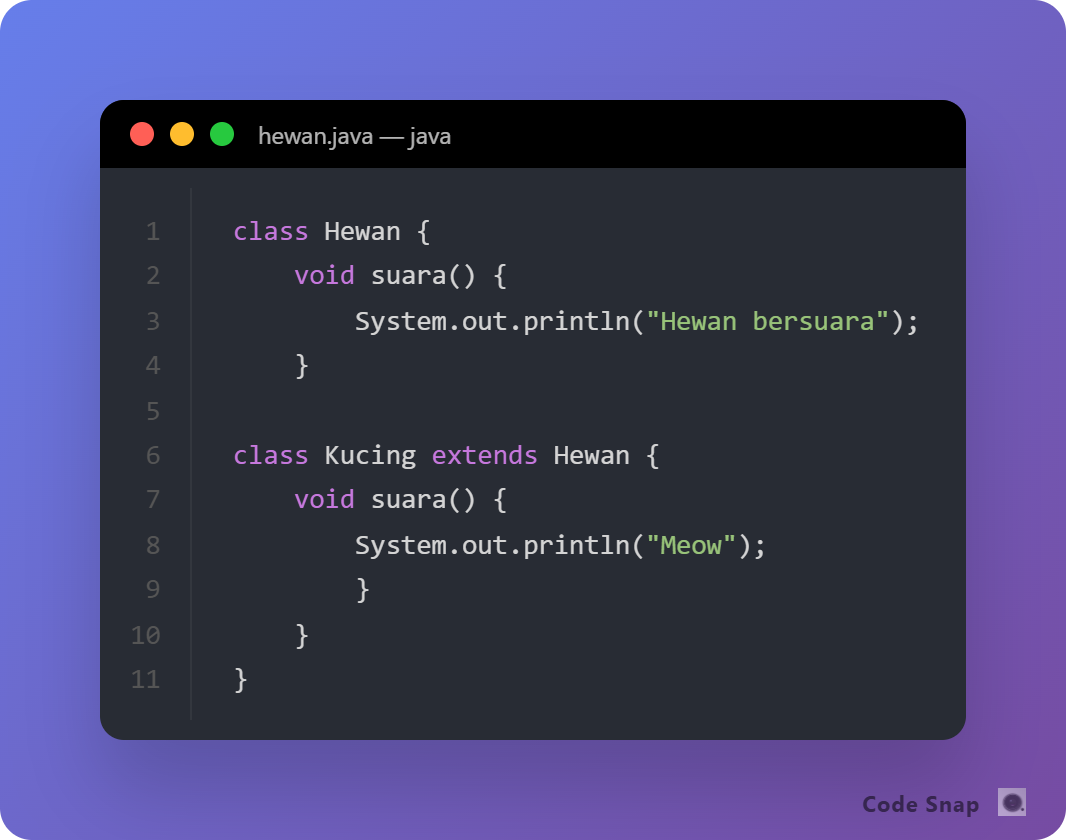 hewan.java — java
1 class Hewan {
2     void suara() {
3         System.out.println("Hewan bersuara");
4     }
5
6 class Kucing extends Hewan {
7     void suara() {
8         System.out.println("Meow");
9         }
10     }
11 }
Code Snap